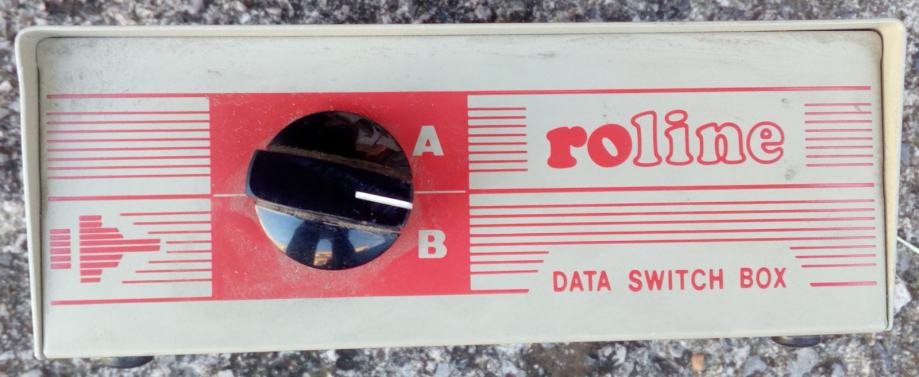 A
roline
B
DATA SWITCH BOX